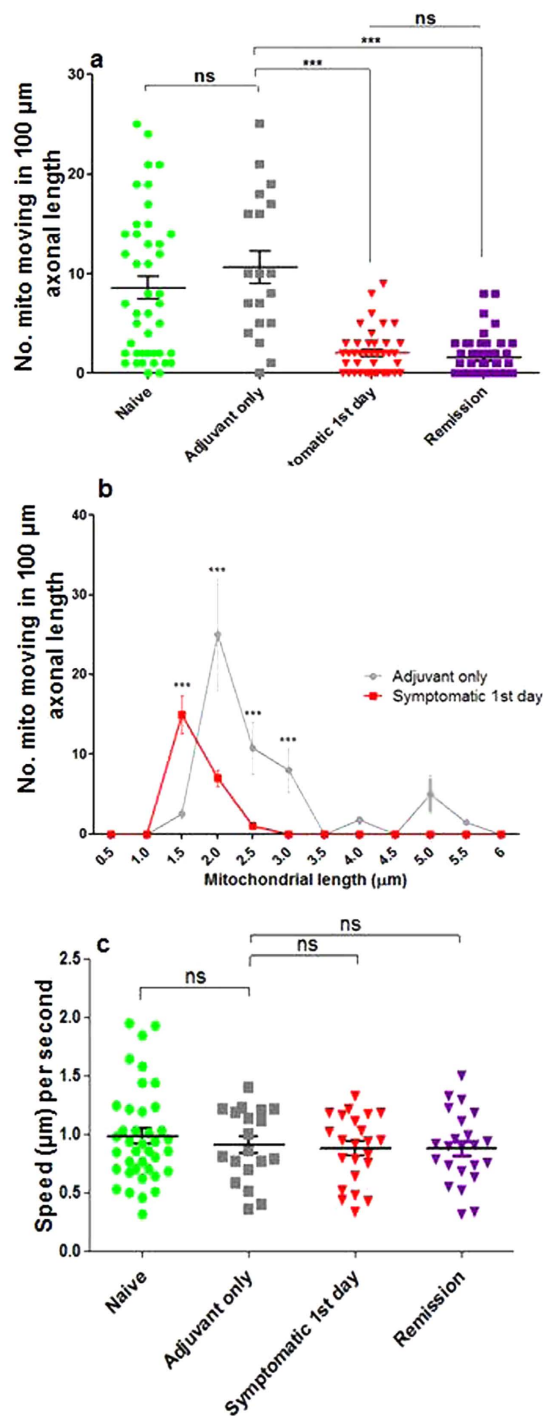 ns
***
a
***
ns
No. mito moving in 100 µm
axonal length
30
20
10
0
Naive
Adjuvant only
tomatic 1st day
Remission
b
No. mito moving in 100 µm
axonal length
40
30
20
10
0
***
***
***
***
Adjuvant only
Symptomatic 1st day
0.5
1.0
1.5
2.0
2.5
3.0
3.5
4.0
4.5
5.0
5.5
6
Mitochondrial length (µm)
c
ns
ns
ns
Speed (µm) per second
2.5
2.0
1.5
1.0
0.5
0.0
Naive
Adjuvant only
Symptomatic 1st day
Remission